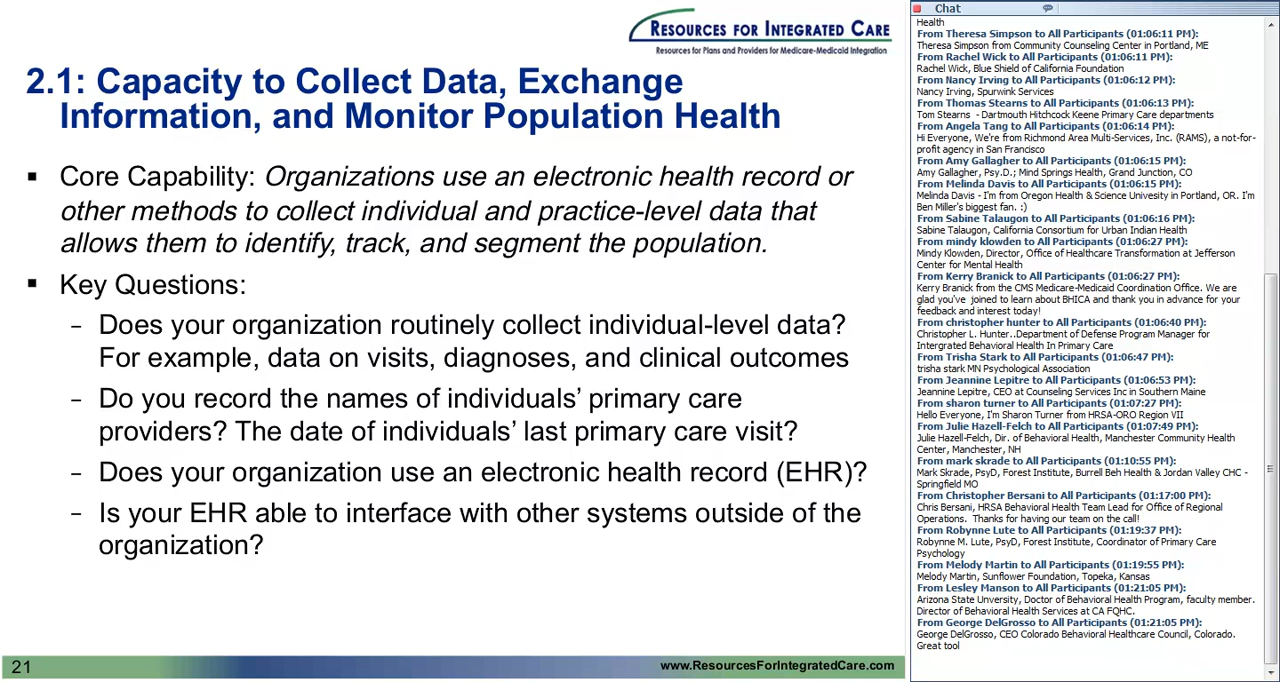 RESOURCES FOR INTEGRATED CARE
Resources for Plans and Providers for Medicare-Medicaid Integration
2.1: Capacity to Collect Data, Exchange
Information, and Monitor Population Health
▪ Core Capability: Organizations use an electronic health record or
other methods to collect individual and practice-level data that
allows them to identify, track, and segment the population.
▪ Key Questions:
– Does your organization routinely collect individual-level data?
For example, data on visits, diagnoses, and clinical outcomes
– Do you record the names of individuals’ primary care
providers? The date of individuals’ last primary care visit?
– Does your organization use an electronic health record (EHR)?
– Is your EHR able to interface with other systems outside of the
organization?
21
www.ResourcesForIntegratedCare.com
Chat
Health
From Theresa Simpson to All Participants (01:06:11 PM):
Theresa Simpson from Community Counseling Center in Portland, ME
From Rachel Wick to All Participants (01:06:11 PM):
Rachel Wick, Blue Shield of California Foundation
From Nancy Irving to All Participants (01:06:12 PM):
Nancy Irving, Spurwink Services
From Thomas Stearns to All Participants (01:06:13 PM):
Tom Stearns  - Dartmouth Hitchcock Keene Primary Care departments
From Angela Tang to All Participants (01:06:14 PM):
Hi Everyone, We're from Richmond Area Multi-Services, Inc. (RAMS), a not-for-
profit agency in San Francisco
From Amy Gallagher to All Participants (01:06:15 PM):
Amy Gallagher, Psy.D.; Mind Springs Health, Grand Junction, CO
From Melinda Davis to All Participants (01:06:15 PM):
Melinda Davis - I'm from Oregon Health & Science Univesity in Portland, OR. I'm
Ben Miller's biggest fan. :)
From Sabine Talaugon to All Participants (01:06:16 PM):
Sabine Talaugon, California Consortium for Urban Indian Health
From mindy klowden to All Participants (01:06:27 PM):
Mindy Klowden, Director, Office of Healthcare Transformation at Jefferson
Center for Mental Health
From Kerry Branick to All Participants (01:06:27 PM):
Kerry Branick from the CMS Medicare-Medicaid Coordination Office. We are
glad you've  joined to learn about BHICA and thank you in advance for your
feedback and interest today!
From christopher hunter to All Participants (01:06:40 PM):
Christopher L. Hunter..Department of Defense Program Manager for
Intergrated Behavioral Health In Primary Care
From Trisha Stark to All Participants (01:06:47 PM):
trisha stark MN Psychological Association
From Jeannine Lepitre to All Participants (01:06:53 PM):
Jeannine Lepitre, CEO at Counseling Services Inc in Southern Maine
From sharon turner to All Participants (01:07:27 PM):
Hello Everyone, I'm Sharon Turner from HRSA-ORO Region VII
From Julie Hazell-Felch to All Participants (01:07:49 PM):
Julie Hazell-Felch, Dir. of Behavioral Health, Manchester Community Health
Center, Manchester, NH
From mark skrade to All Participants (01:10:55 PM):
Mark Skrade, PsyD, Forest Institute, Burrell Beh Health & Jordan Valley CHC -
Springfield MO
From Christopher Bersani to All Participants (01:17:00 PM):
Chris Bersani, HRSA Behavioral Health Team Lead for Office of Regional
Operations.  Thanks for having our team on the call!
From Robynne Lute to All Participants (01:19:37 PM):
Robynne M. Lute, PsyD, Forest Institute, Coordinator of Primary Care
Psychology
From Melody Martin to All Participants (01:19:55 PM):
Melody Martin, Sunflower Foundation, Topeka, Kansas
From Lesley Manson to All Participants (01:21:05 PM):
Arizona State Unversity, Doctor of Behavioral Health Program, faculty member.
Director of Behavioral Health Services at CA FQHC.
From George DelGrosso to All Participants (01:21:05 PM):
George DelGrosso, CEO Colorado Behavioral Healthcare Council, Colorado.
Great tool